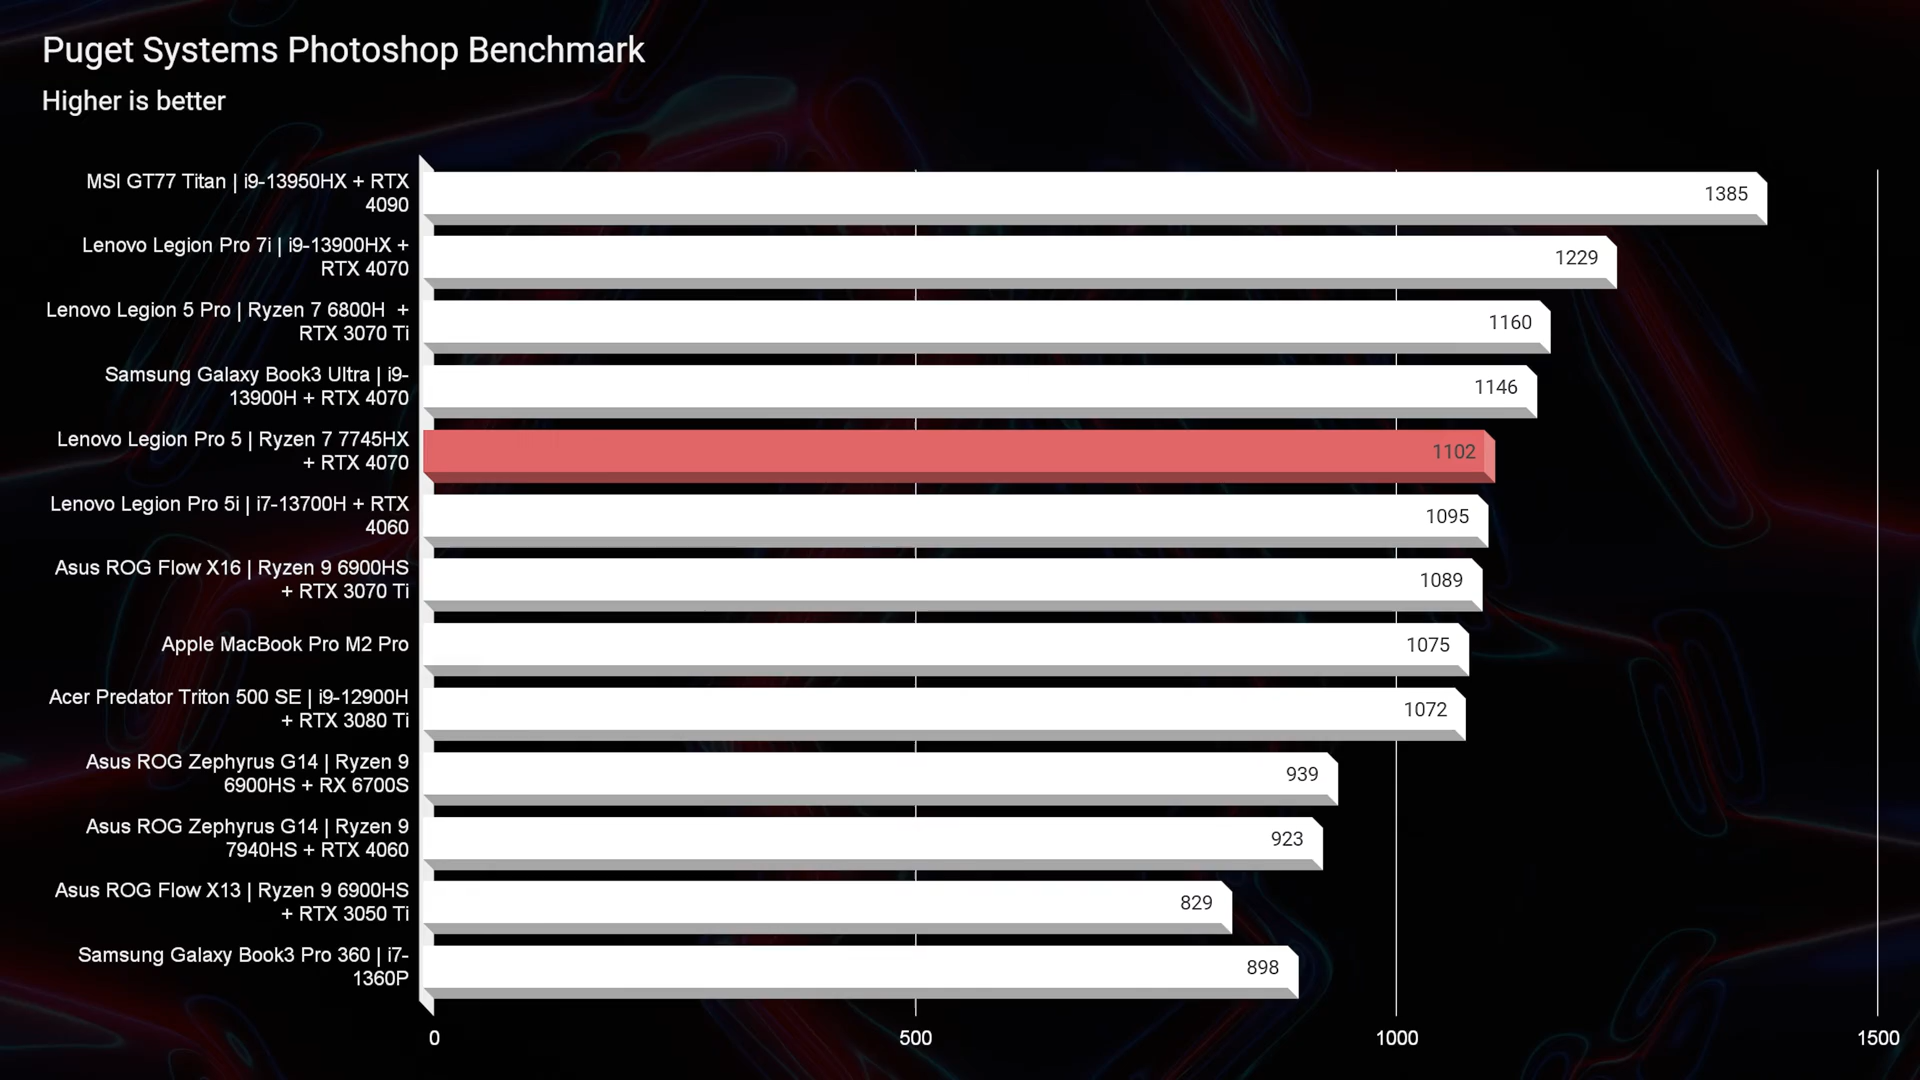 Puget Systems Photoshop Benchmark
Higher is better
MSI GT77 Titan | i9-13950HX + RTX
4090
1385
Lenovo Legion Pro 7i | i9-13900HX +
RTX 4070
1229
Lenovo Legion 5 Pro | Ryzen 7 6800H +
RTX 3070 Ti
1160
Samsung Galaxy Book3 Ultra | i9-
13900H + RTX 4070
1146
Lenovo Legion Pro 5 | Ryzen 7 7745HX
+ RTX 4070
1102
Lenovo Legion Pro 5i | i7-13700H + RTX
4060
1095
Asus ROG Flow X16 | Ryzen 9 6900HS
+ RTX 3070 Ti
1089
Apple MacBook Pro M2 Pro
1075
Acer Predator Triton 500 SE | i9-12900H
+ RTX 3080 Ti
1072
Asus ROG Zephyrus G14 | Ryzen 9
6900HS + RX 6700S
939
Asus ROG Zephyrus G14 | Ryzen 9
7940HS + RTX 4060
923
Asus ROG Flow X13 | Ryzen 9 6900HS
+ RTX 3050 Ti
829
Samsung Galaxy Book3 Pro 360 | i7-
1360P
898
0 500 1000 1500